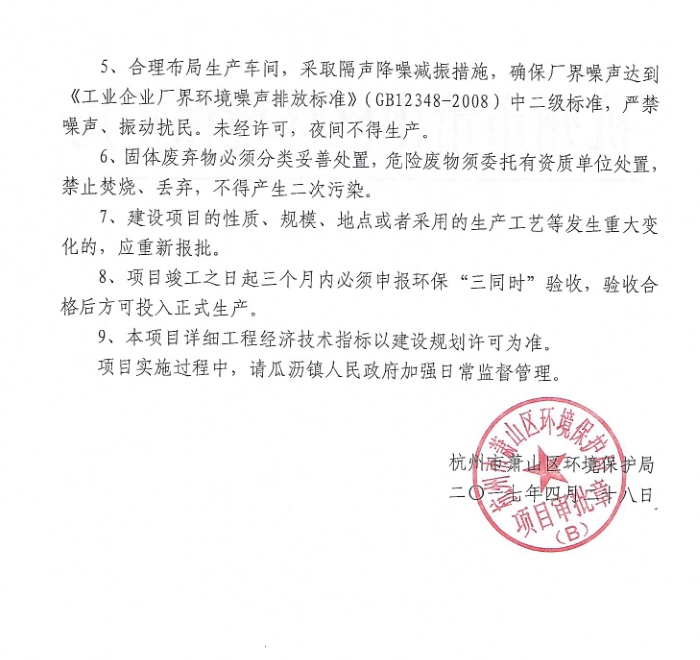 5、合理布局生产车间，采取隔声降噪减振措施，确保厂界噪声达到
《工业企业厂界环境噪声排放标准》（GB12348-2008）中二级标准，严禁
噪声、振动扰民。未经许可，夜间不得生产。
6、固体废弃物必须分类妥善处置，危险废物须委托有资质单位处置，
禁止焚烧、丢弃，不得产生二次污染。
7、建设项目的性质、规模、地点或者采用的生产工艺等发生重大变
化的，应重新报批。
8、项目竣工之日起三个月内必须申报环保“三同时”验收，验收合
格后方可投入正式生产。
9、本项目详细工程经济技术指标以建设规划许可为准。
项目实施过程中，请瓜沥镇人民政府加强日常监督管理。
杭州市萧山区环境保护局
二〇一七年四月二十八日
杭州市萧山区环境保护局
项目审批章
（B）